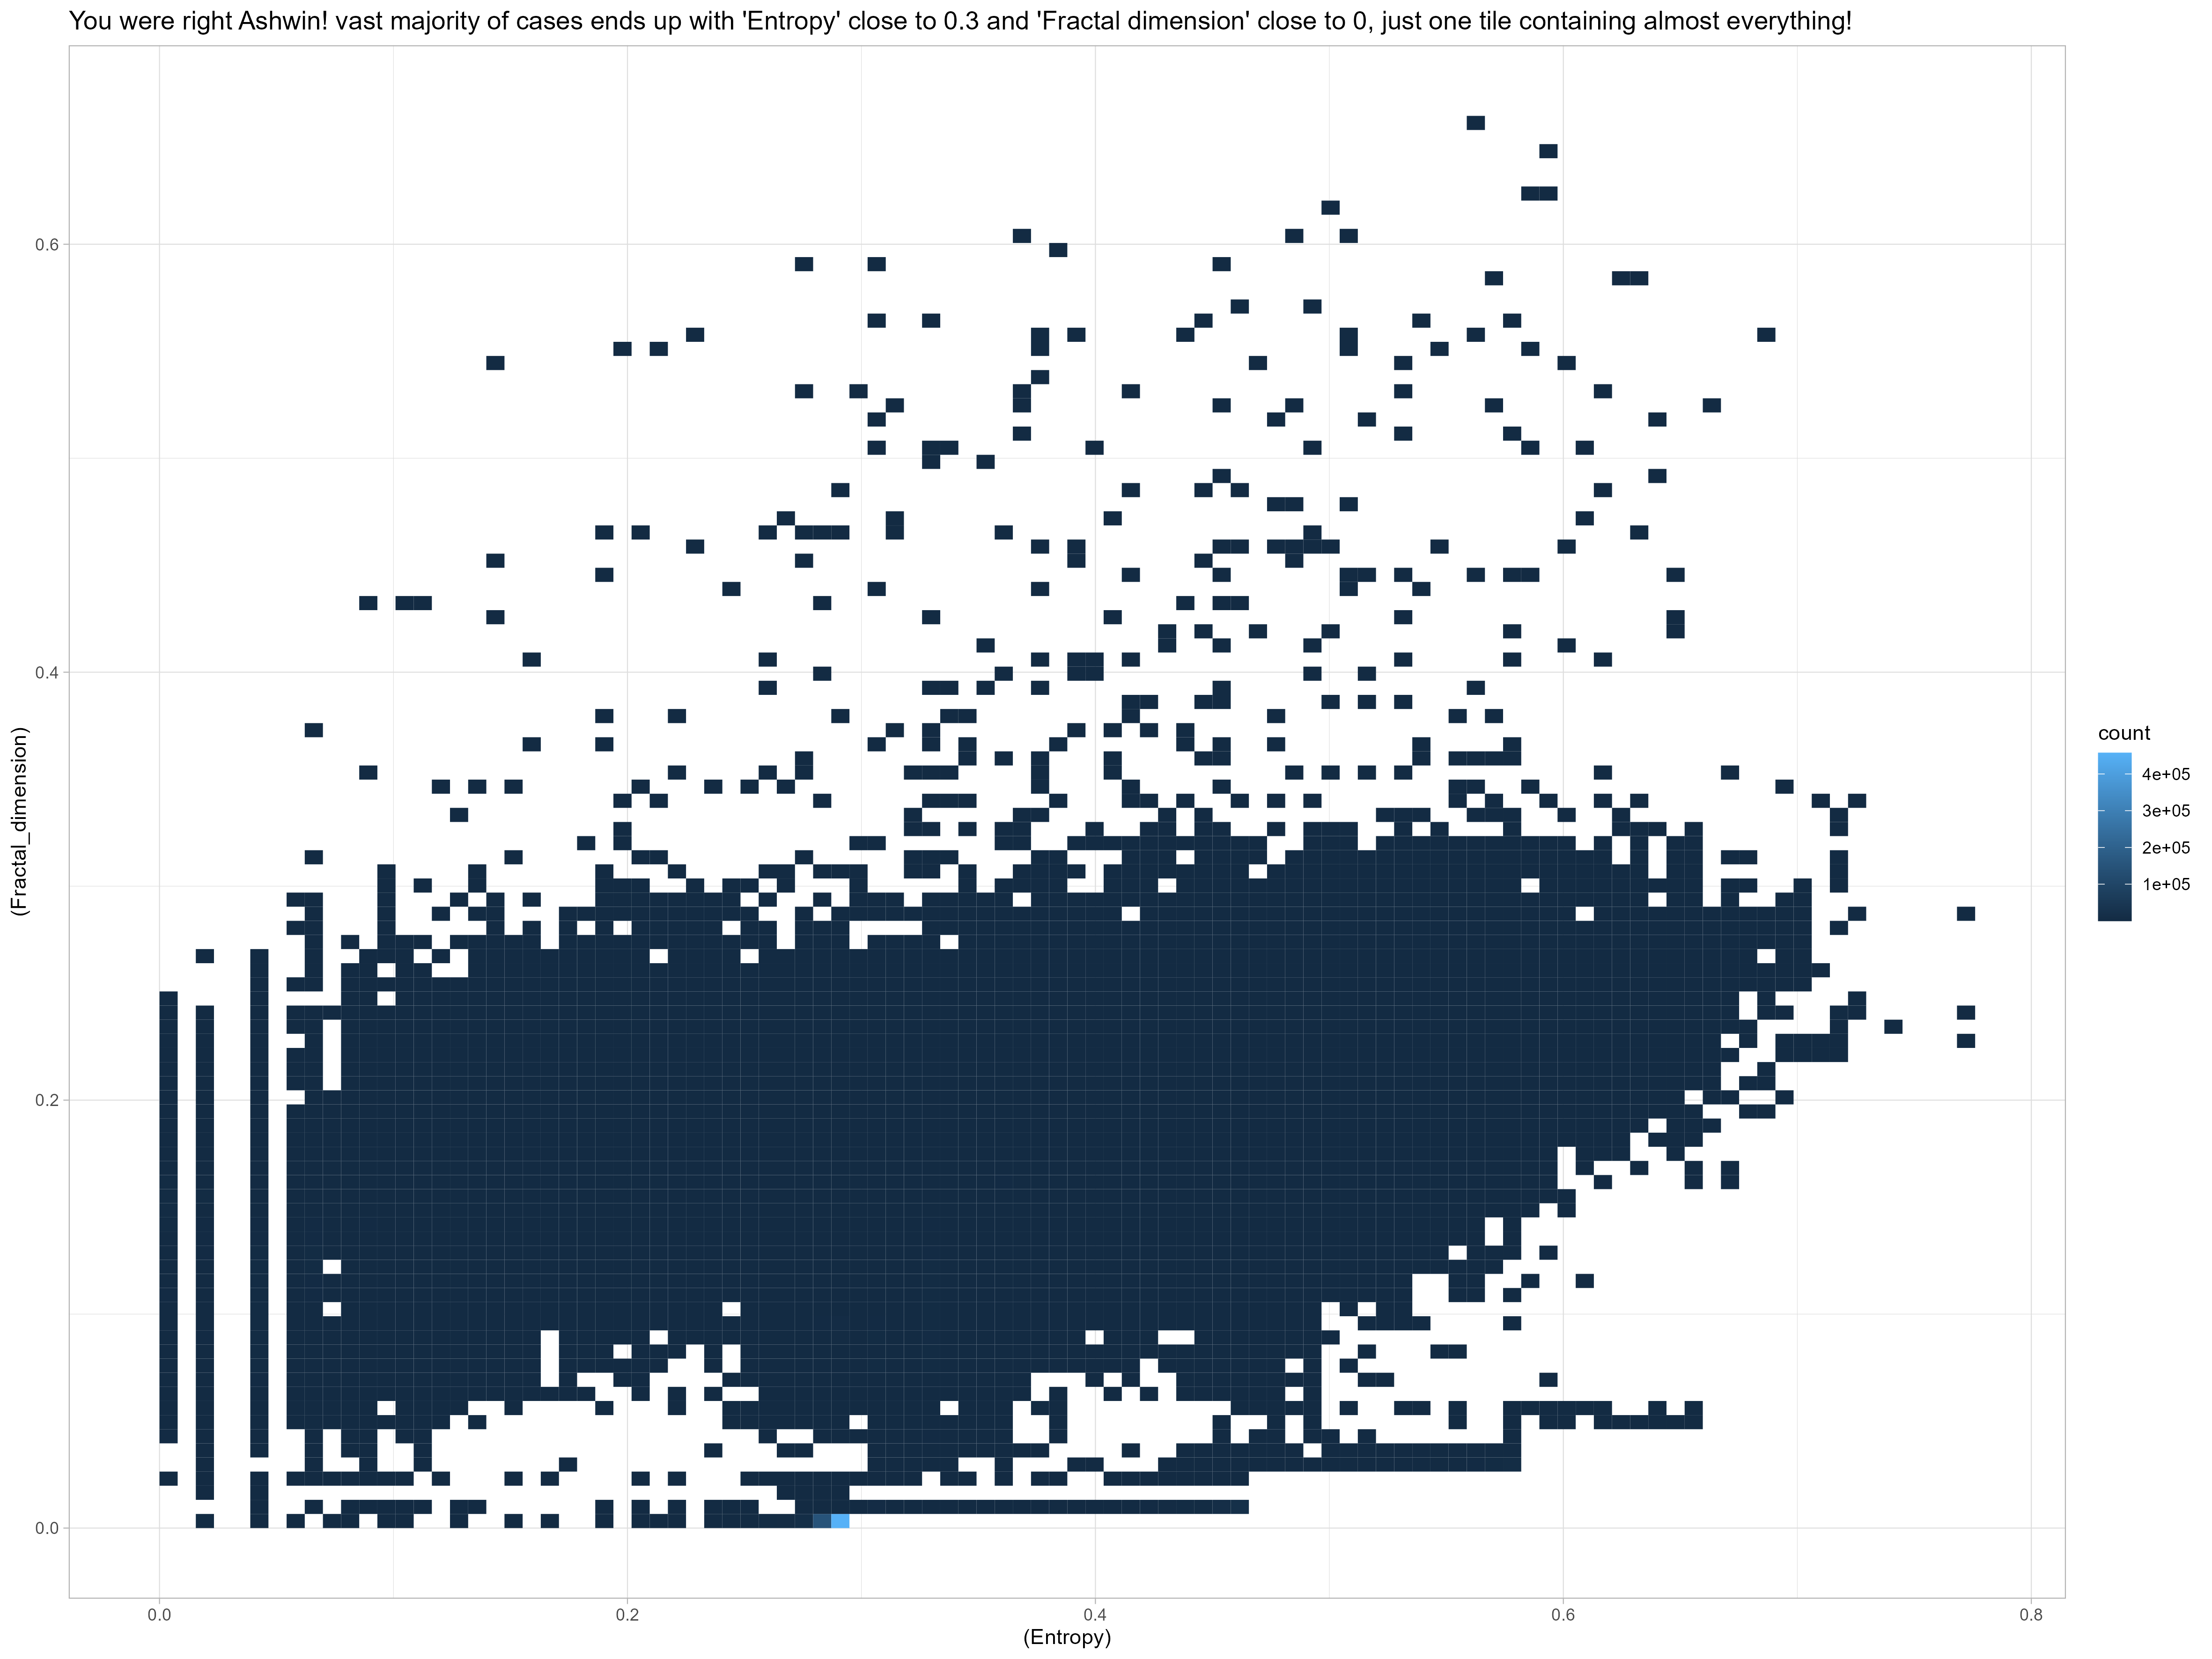 You were right Ashwin! vast majority of cases ends up with 'Entropy' close to 0.3 and 'Fractal dimension' close to 0, just one tile containing almost everything!
0.6
0.4
0.2
0.0
(Fractal_dimension)
0.0 0.2 0.4 0.6 0.8
(Entropy)
count
4e+05
3e+05
2e+05
1e+05